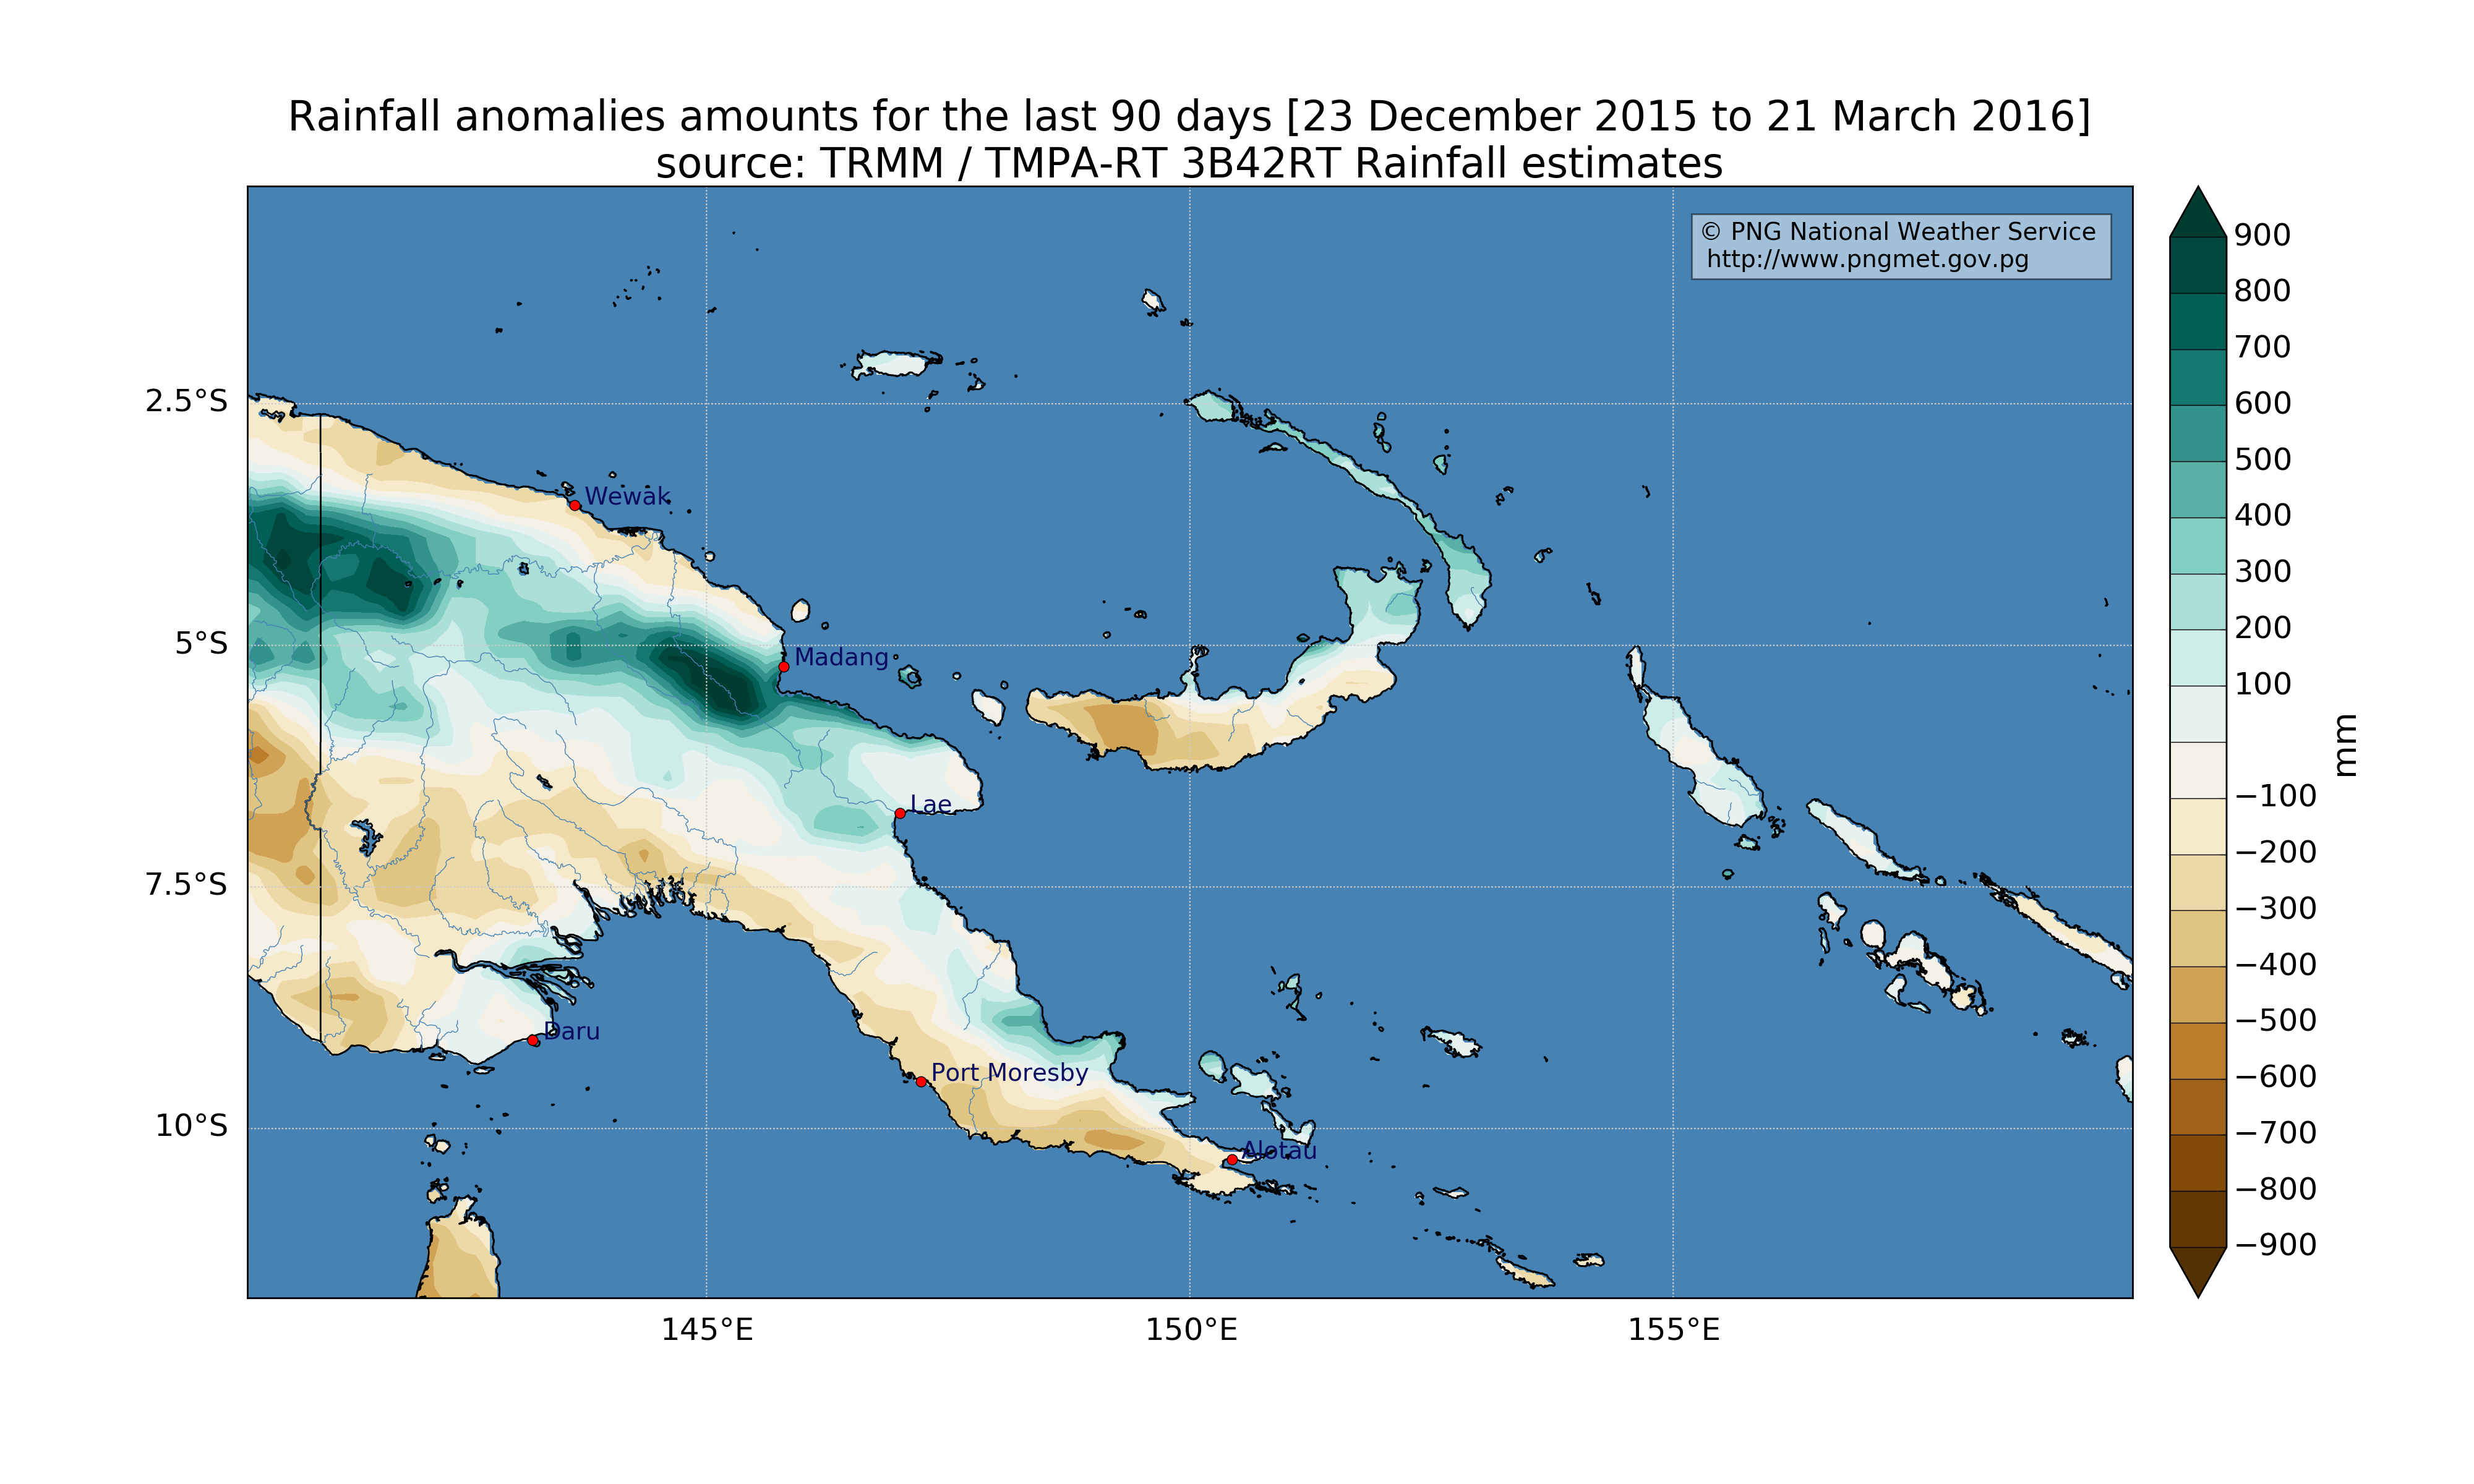 Rainfall anomalies amounts for the last 90 days [23 December 2015 to 21 March 2016]
source: TRMM / TMPA-RT 3B42RT Rainfall estimates
© PNG National Weather Service
http://www.pngmet.gov.pg
2.5°S
5°S
7.5°S
10°S
Wewak
Madang
Lae
Daru
Port Moresby
Alotau
145°E
150°E
155°E
900
800
700
600
500
400
300
200
100
−100
−200
−300
−400
−500
−600
−700
−800
−900
mm